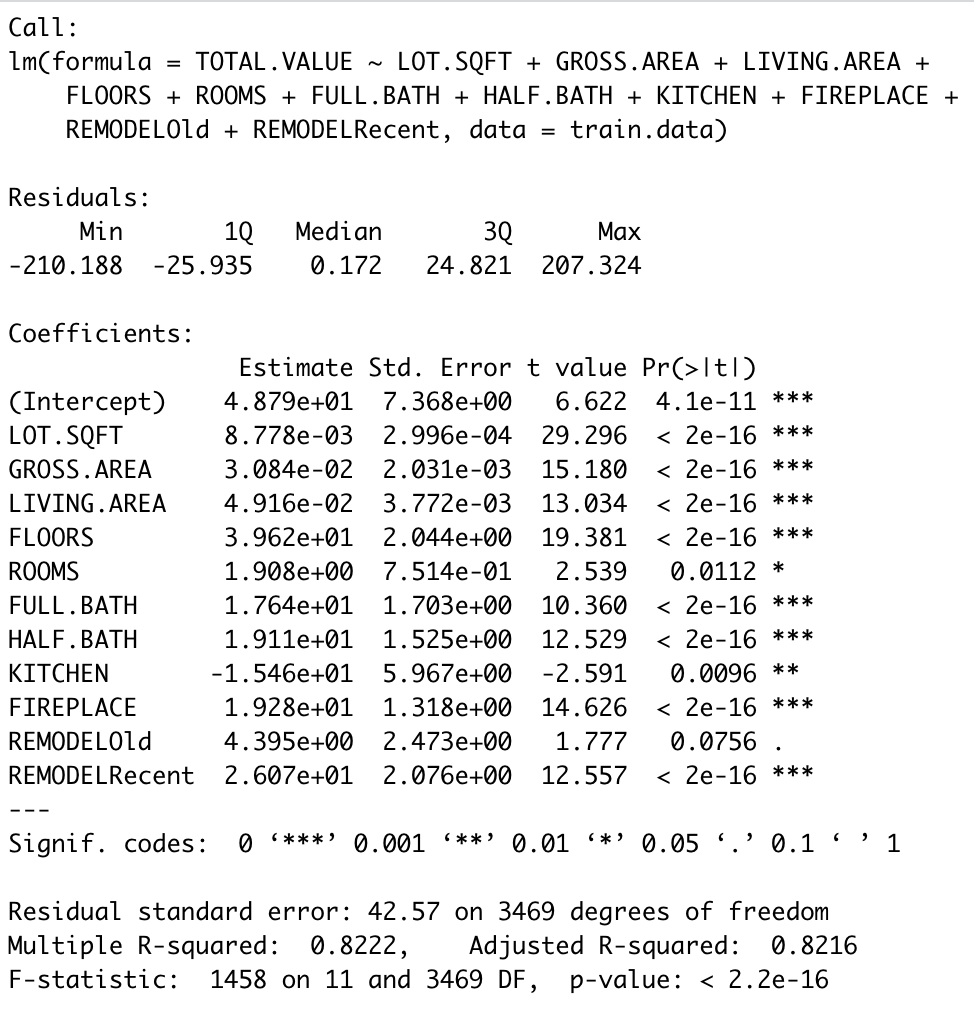 Call:
lm(formula = TOTAL.VALUE ~ LOT.SQFT + GROSS.AREA + LIVING.AREA +
    FLOORS + ROOMS + FULL.BATH + HALF.BATH + KITCHEN + FIREPLACE +
    REMODELOld + REMODELRecent, data = train.data)

Residuals:
     Min       1Q   Median       3Q      Max
-210.188  -25.935    0.172   24.821  207.324

Coefficients:
                Estimate Std. Error t value Pr(>|t|)
(Intercept)    4.879e+01  7.368e+00   6.622  4.1e-11 ***
LOT.SQFT       8.778e-03  2.996e-04  29.296  < 2e-16 ***
GROSS.AREA     3.084e-02  2.031e-03  15.180  < 2e-16 ***
LIVING.AREA    4.916e-02  3.772e-03  13.034  < 2e-16 ***
FLOORS         3.962e+01  2.044e+00  19.381  < 2e-16 ***
ROOMS          1.908e+00  7.514e-01   2.539   0.0112 *
FULL.BATH      1.764e+01  1.703e+00  10.360  < 2e-16 ***
HALF.BATH      1.911e+01  1.525e+00  12.529  < 2e-16 ***
KITCHEN       -1.546e+01  5.967e+00  -2.591   0.0096 **
FIREPLACE      1.928e+01  1.318e+00  14.626  < 2e-16 ***
REMODELOld     4.395e+00  2.473e+00   1.777   0.0756 .
REMODELRecent  2.607e+01  2.076e+00  12.557  < 2e-16 ***
---
Signif. codes:  0 ‘***’ 0.001 ‘**’ 0.01 ‘*’ 0.05 ‘.’ 0.1 ‘ ’ 1

Residual standard error: 42.57 on 3469 degrees of freedom
Multiple R-squared:  0.8222,    Adjusted R-squared:  0.8216
F-statistic:  1458 on 11 and 3469 DF,  p-value: < 2.2e-16